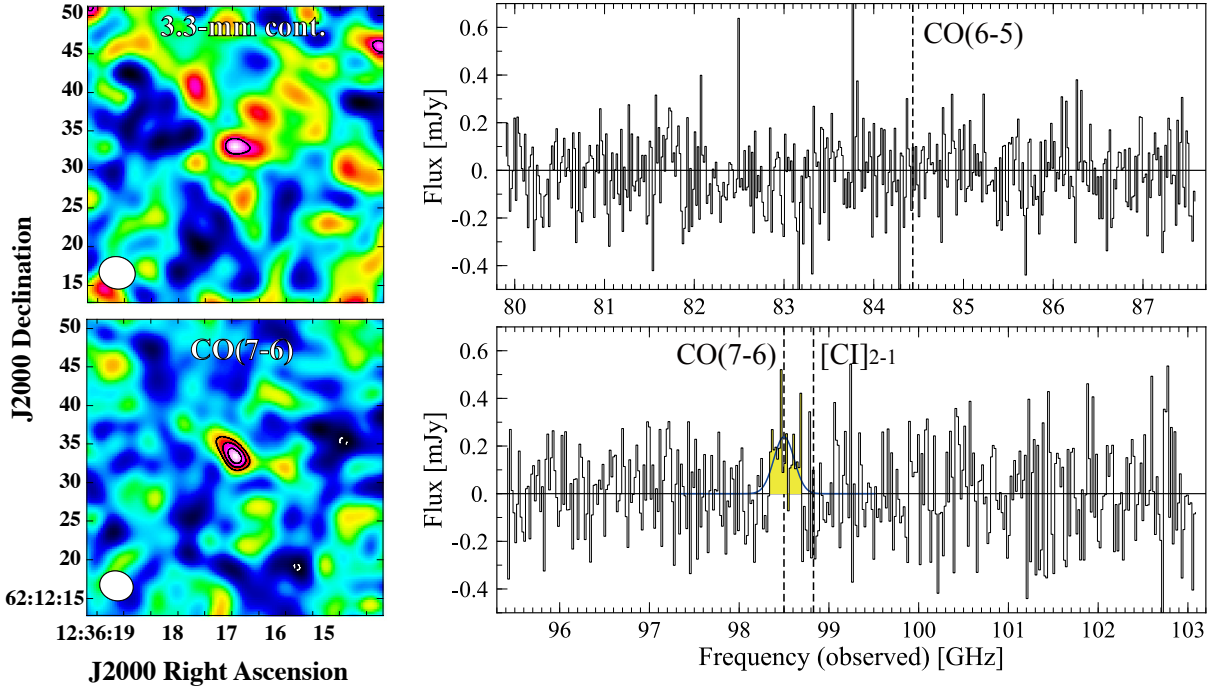 3.3-mm cont.
50
45
40
35
30
25
20
15
CO(7-6)
50
45
40
35
30
25
20
62:12:15
12:36:19 18 17 16 15
J2000 Right Ascension
J2000 Declination
CO(6-5)
0.6
0.4
0.2
0
-0.2
-0.4
Flux [mJy]
80 81 82 83 84 85 86 87
CO(7-6) [CI]2-1
0.6
0.4
0.2
0
-0.2
-0.4
Flux [mJy]
96 97 98 99 100 101 102 103
Frequency (observed) [GHz]